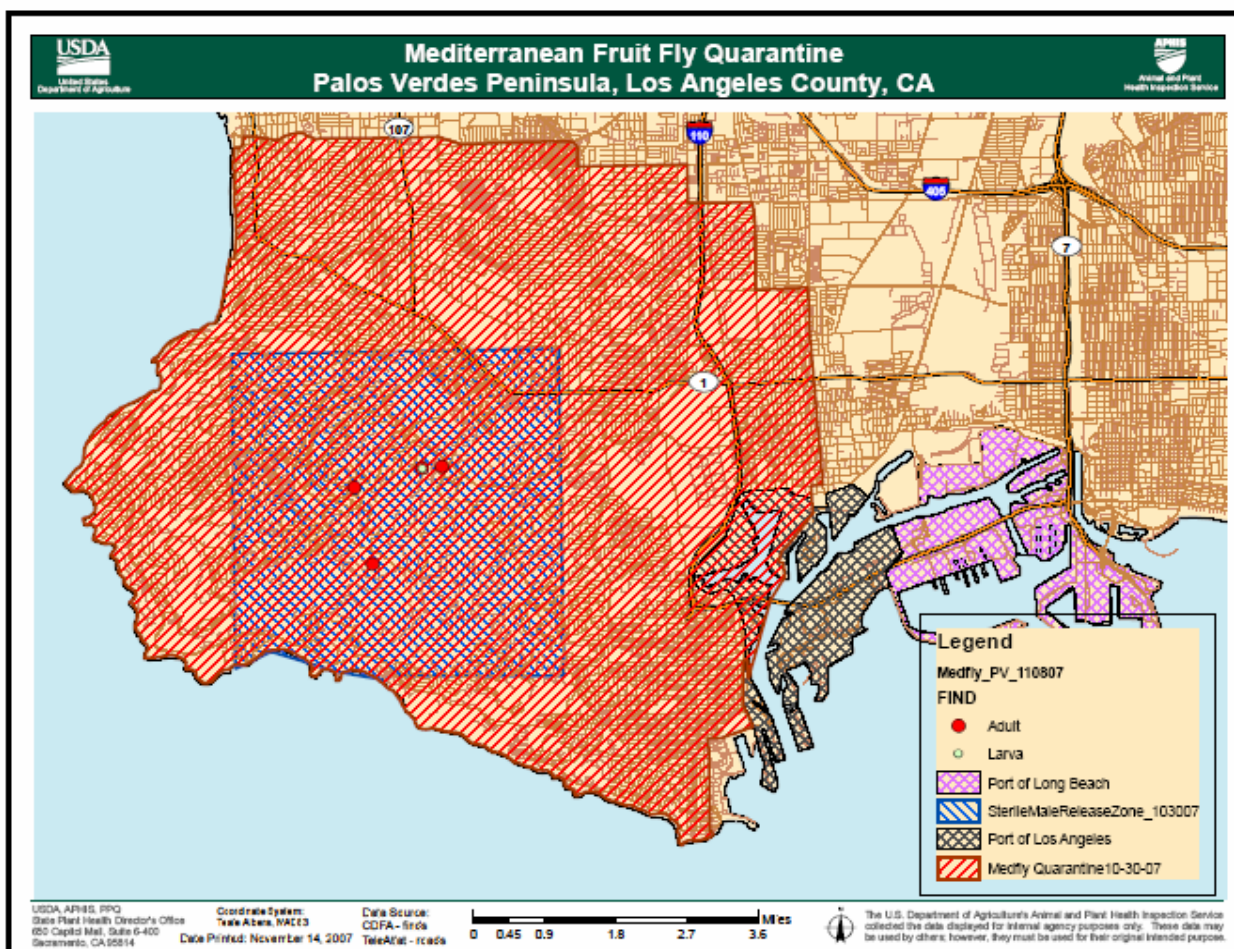 USDA
United States
Department of Agriculture
Mediterranean Fruit Fly Quarantine
Palos Verdes Peninsula, Los Angeles County, CA
APHIS
Animal and Plant
Health Inspection Service
107
110
405
7
1
Legend
Medfly_PV_110807
FIND
Adult
Larva
Port of Long Beach
SterileMaleReleaseZone_103007
Port of Los Angeles
Medfly Quarantine10-30-07
USDA, APHIS, PPQ
State Plant Health Director's Office
650 Capitol Mall, Suite 6-400
Sacramento, CA 95814
Coordinate System:
Teale Albers, NAD83
Date Printed: November 14, 2007
Data Source:
CDFA - finds
TeleAtlas - roads
Miles
0 0.45 0.9 1.8 2.7 3.6
N
The U.S. Department of Agriculture's Animal and Plant Health Inspection Service
collected the data displayed for internal agency purposes only. These data may
be used by others; however, they must be used for their original intended purpose.